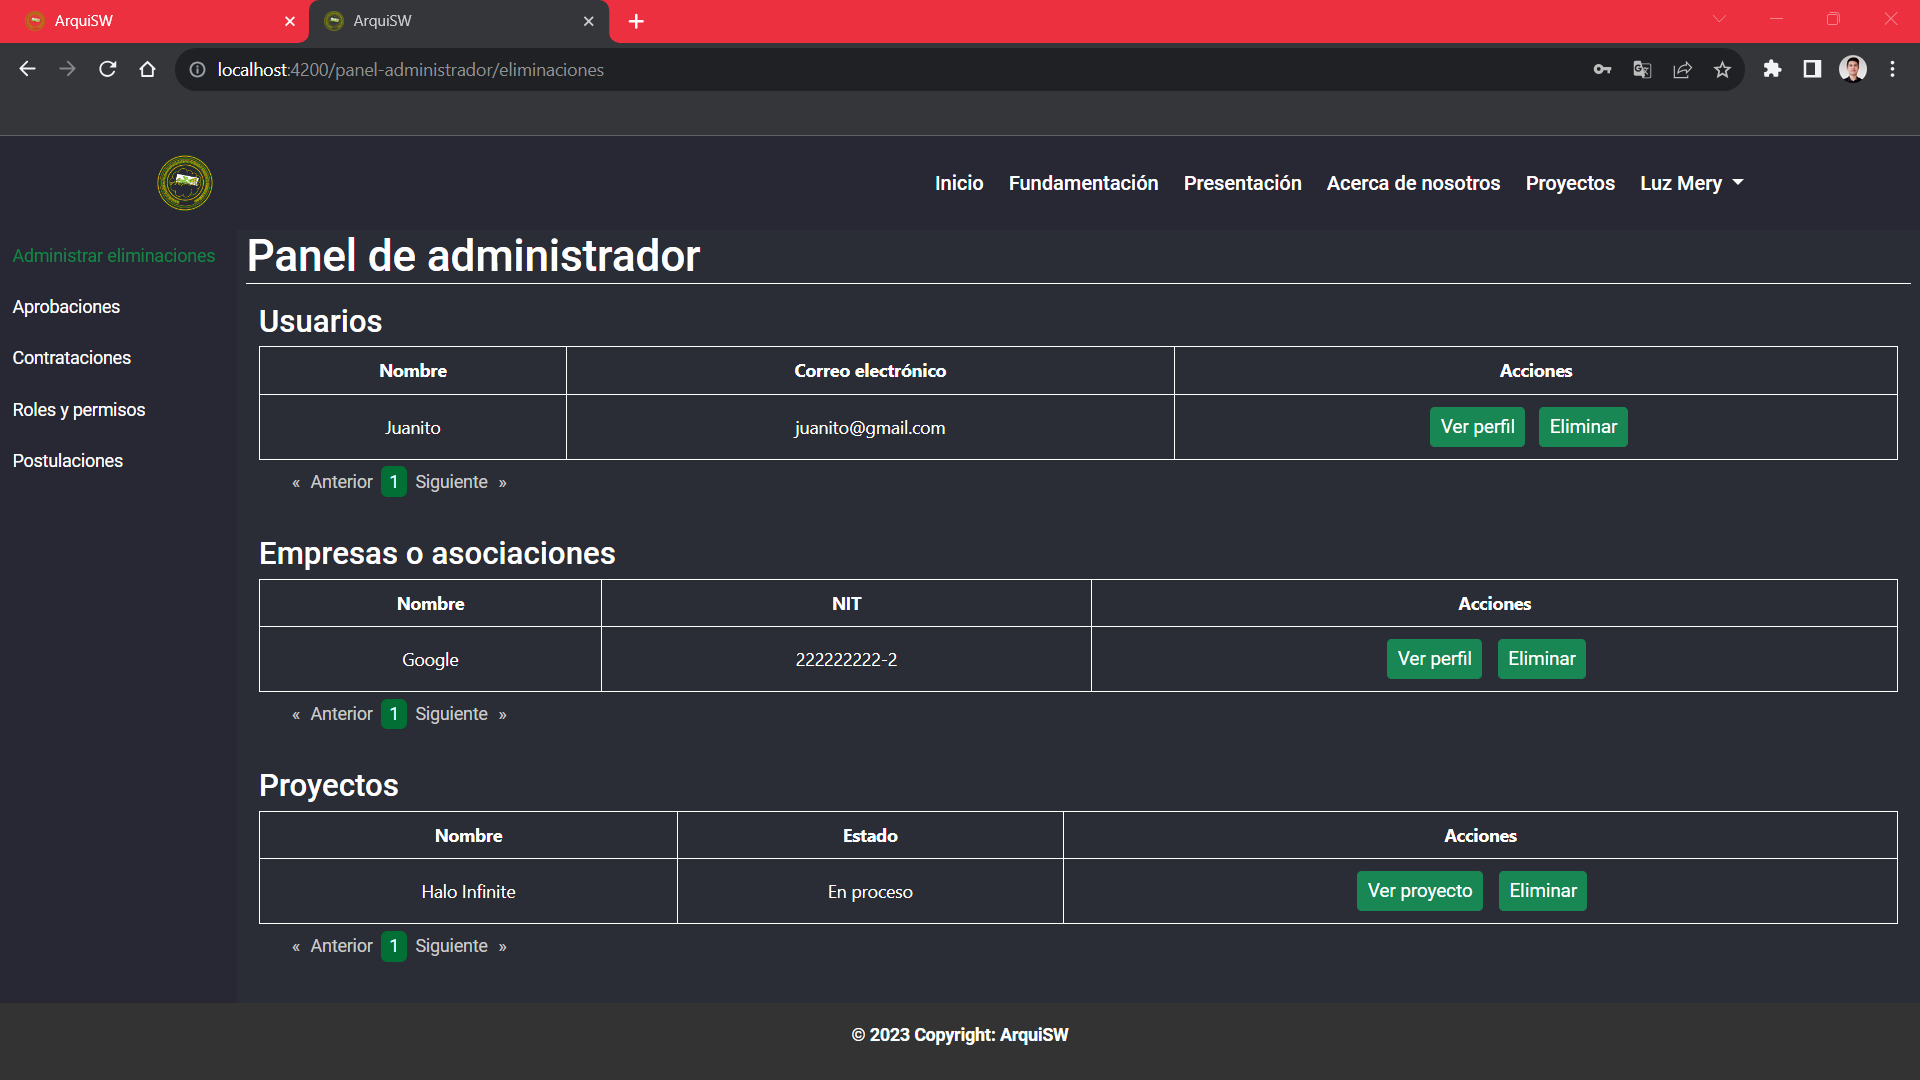 ArquiSW
ArquiSW
localhost:4200/panel-administrador/eliminaciones
Inicio Fundamentación Presentación Acerca de nosotros Proyectos Luz Mery
Administrar eliminaciones
Aprobaciones
Contrataciones
Roles y permisos
Postulaciones
Panel de administrador
Usuarios
Nombre Correo electrónico Acciones
Juanito juanito@gmail.com Ver perfil Eliminar
« Anterior 1 Siguiente »
Empresas o asociaciones
Nombre NIT Acciones
Google 222222222-2 Ver perfil Eliminar
« Anterior 1 Siguiente »
Proyectos
Nombre Estado Acciones
Halo Infinite En proceso Ver proyecto Eliminar
« Anterior 1 Siguiente »
© 2023 Copyright: ArquiSW